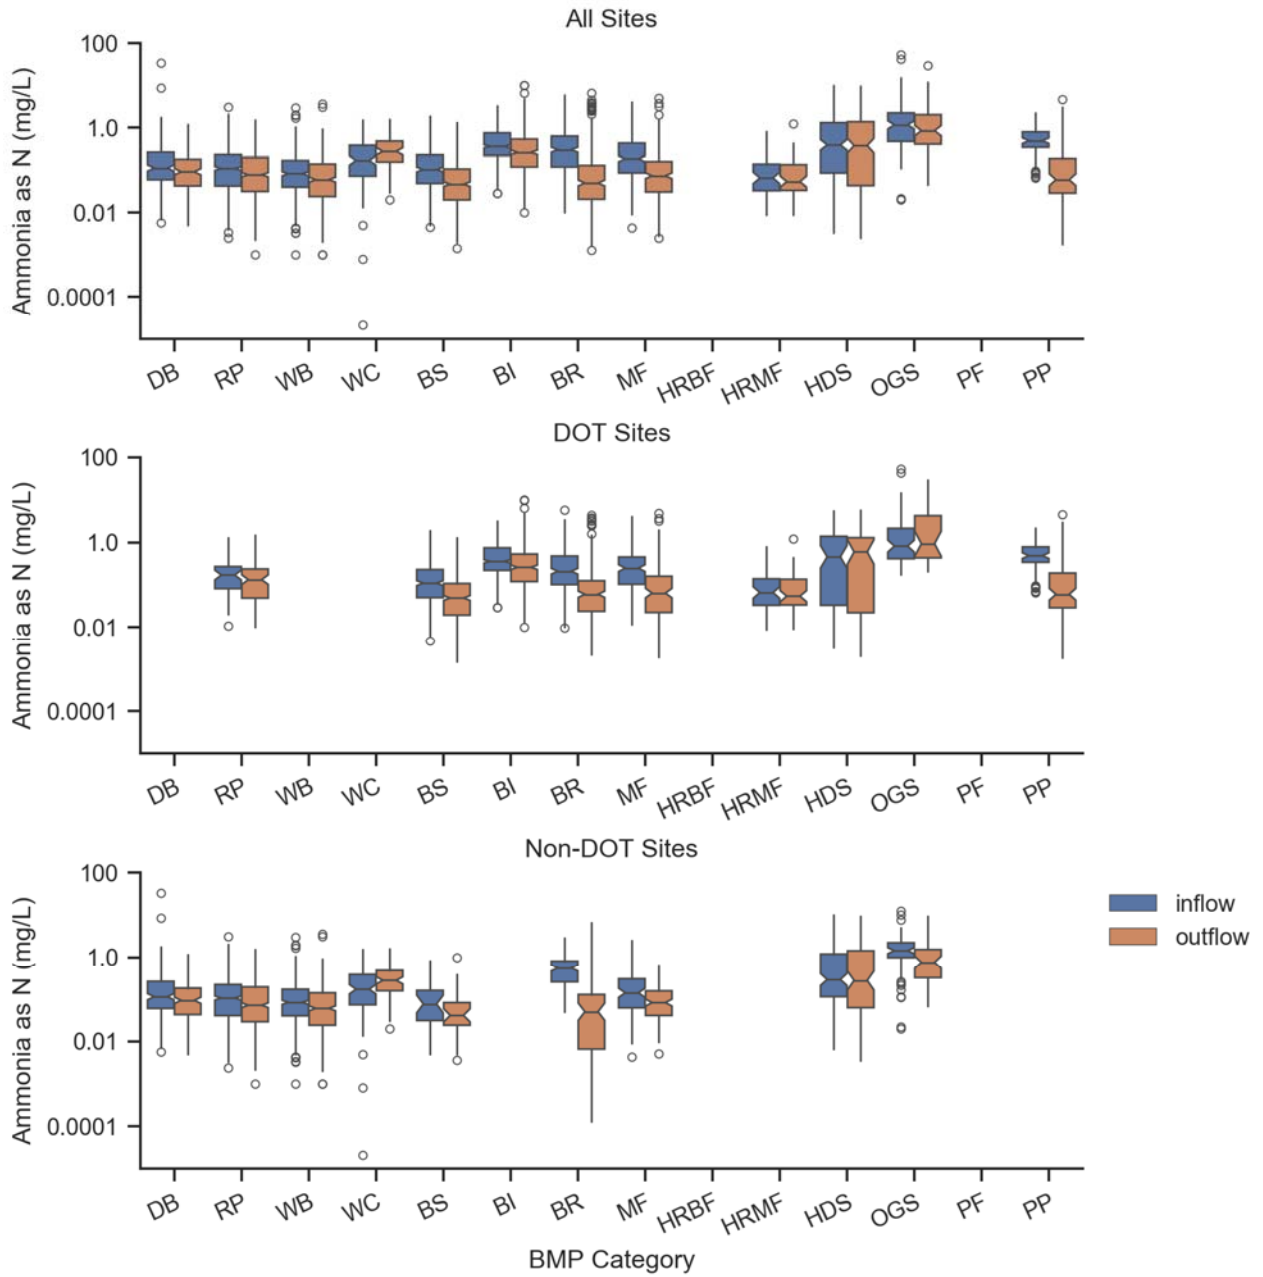 All Sites
Ammonia as N (mg/L)
100
1.0
0.01
0.0001
DB RP WB WC BS BI BR MF HRBF HRMF HDS OGS PF PP
DOT Sites
Ammonia as N (mg/L)
100
1.0
0.01
0.0001
DB RP WB WC BS BI BR MF HRBF HRMF HDS OGS PF PP
Non-DOT Sites
Ammonia as N (mg/L)
100
1.0
0.01
0.0001
inflow
outflow
DB RP WB WC BS BI BR MF HRBF HRMF HDS OGS PF PP
BMP Category